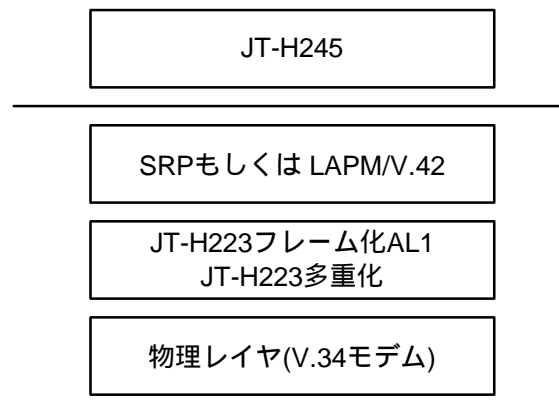 JT-H245
SRPもしくは LAPM/V.42
JT-H223フレーム化AL1
JT-H223多重化
物理レイヤ(V.34モデム)